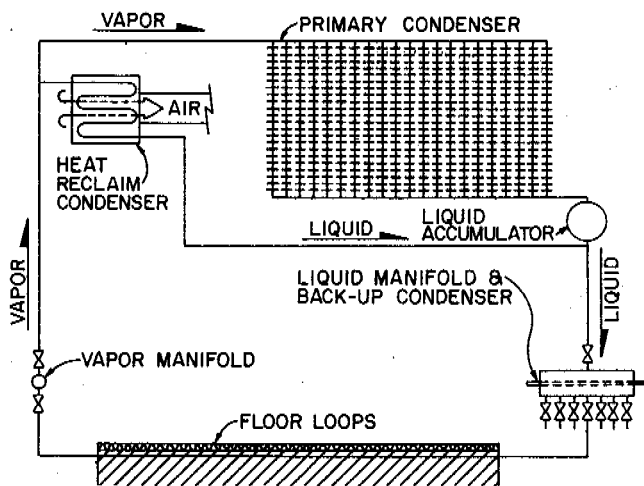 VAPOR
PRIMARY CONDENSER
AIR
HEAT
RECLAIM
CONDENSER
LIQUID
ACCUMULATOR
LIQUID
LIQUID MANIFOLD &
BACK-UP CONDENSER
LIQUID
VAPOR
VAPOR MANIFOLD
FLOOR LOOPS